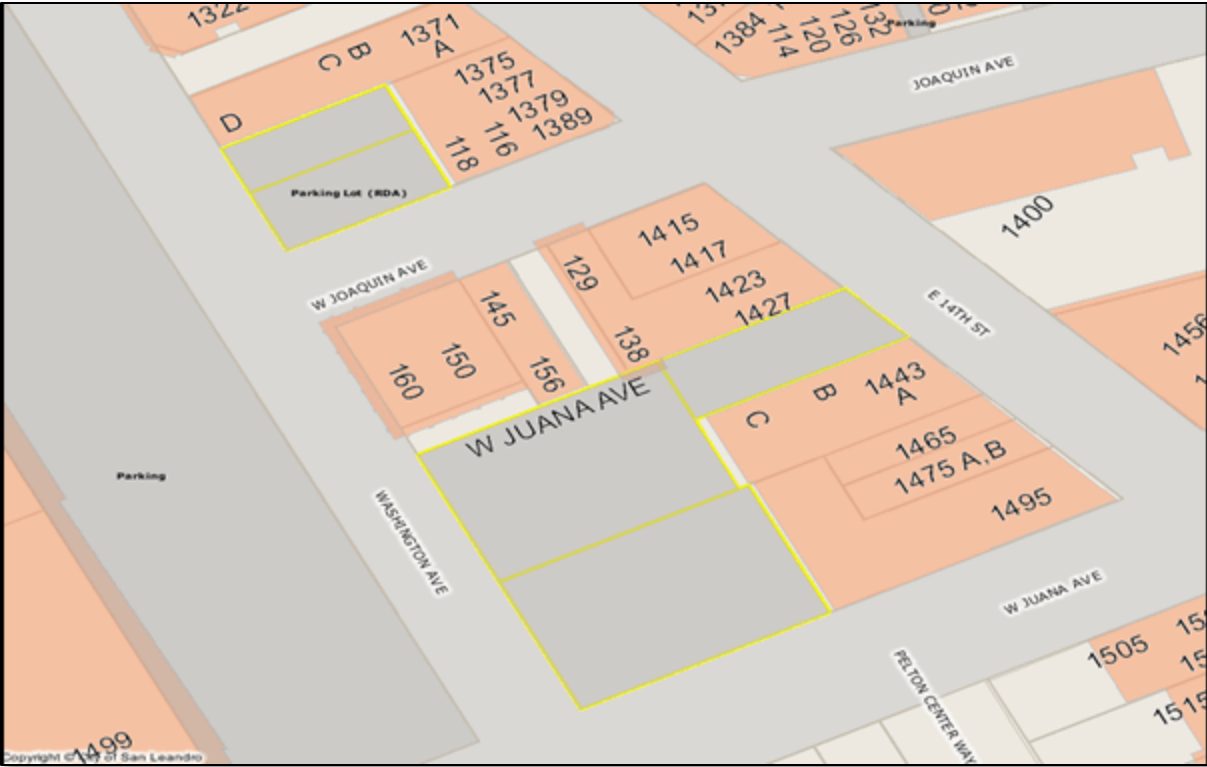 1322
1371
A
B
C
D
1375
1377
1379
1389
116
118
1384
114
120
126
132
Parking
JOAQUIN AVE
Parking Lot (RDA)
1400
W JOAQUIN AVE
1415
1417
1423
1427
129
138
145
156
150
160
E 14TH ST
1456
W JUANA AVE
1443
A
B
C
1465
1475 A,B
1495
Parking
WASHINGTON AVE
W JUANA AVE
PELTON CENTER WAY
1505
1499
Copyright © City of San Leandro